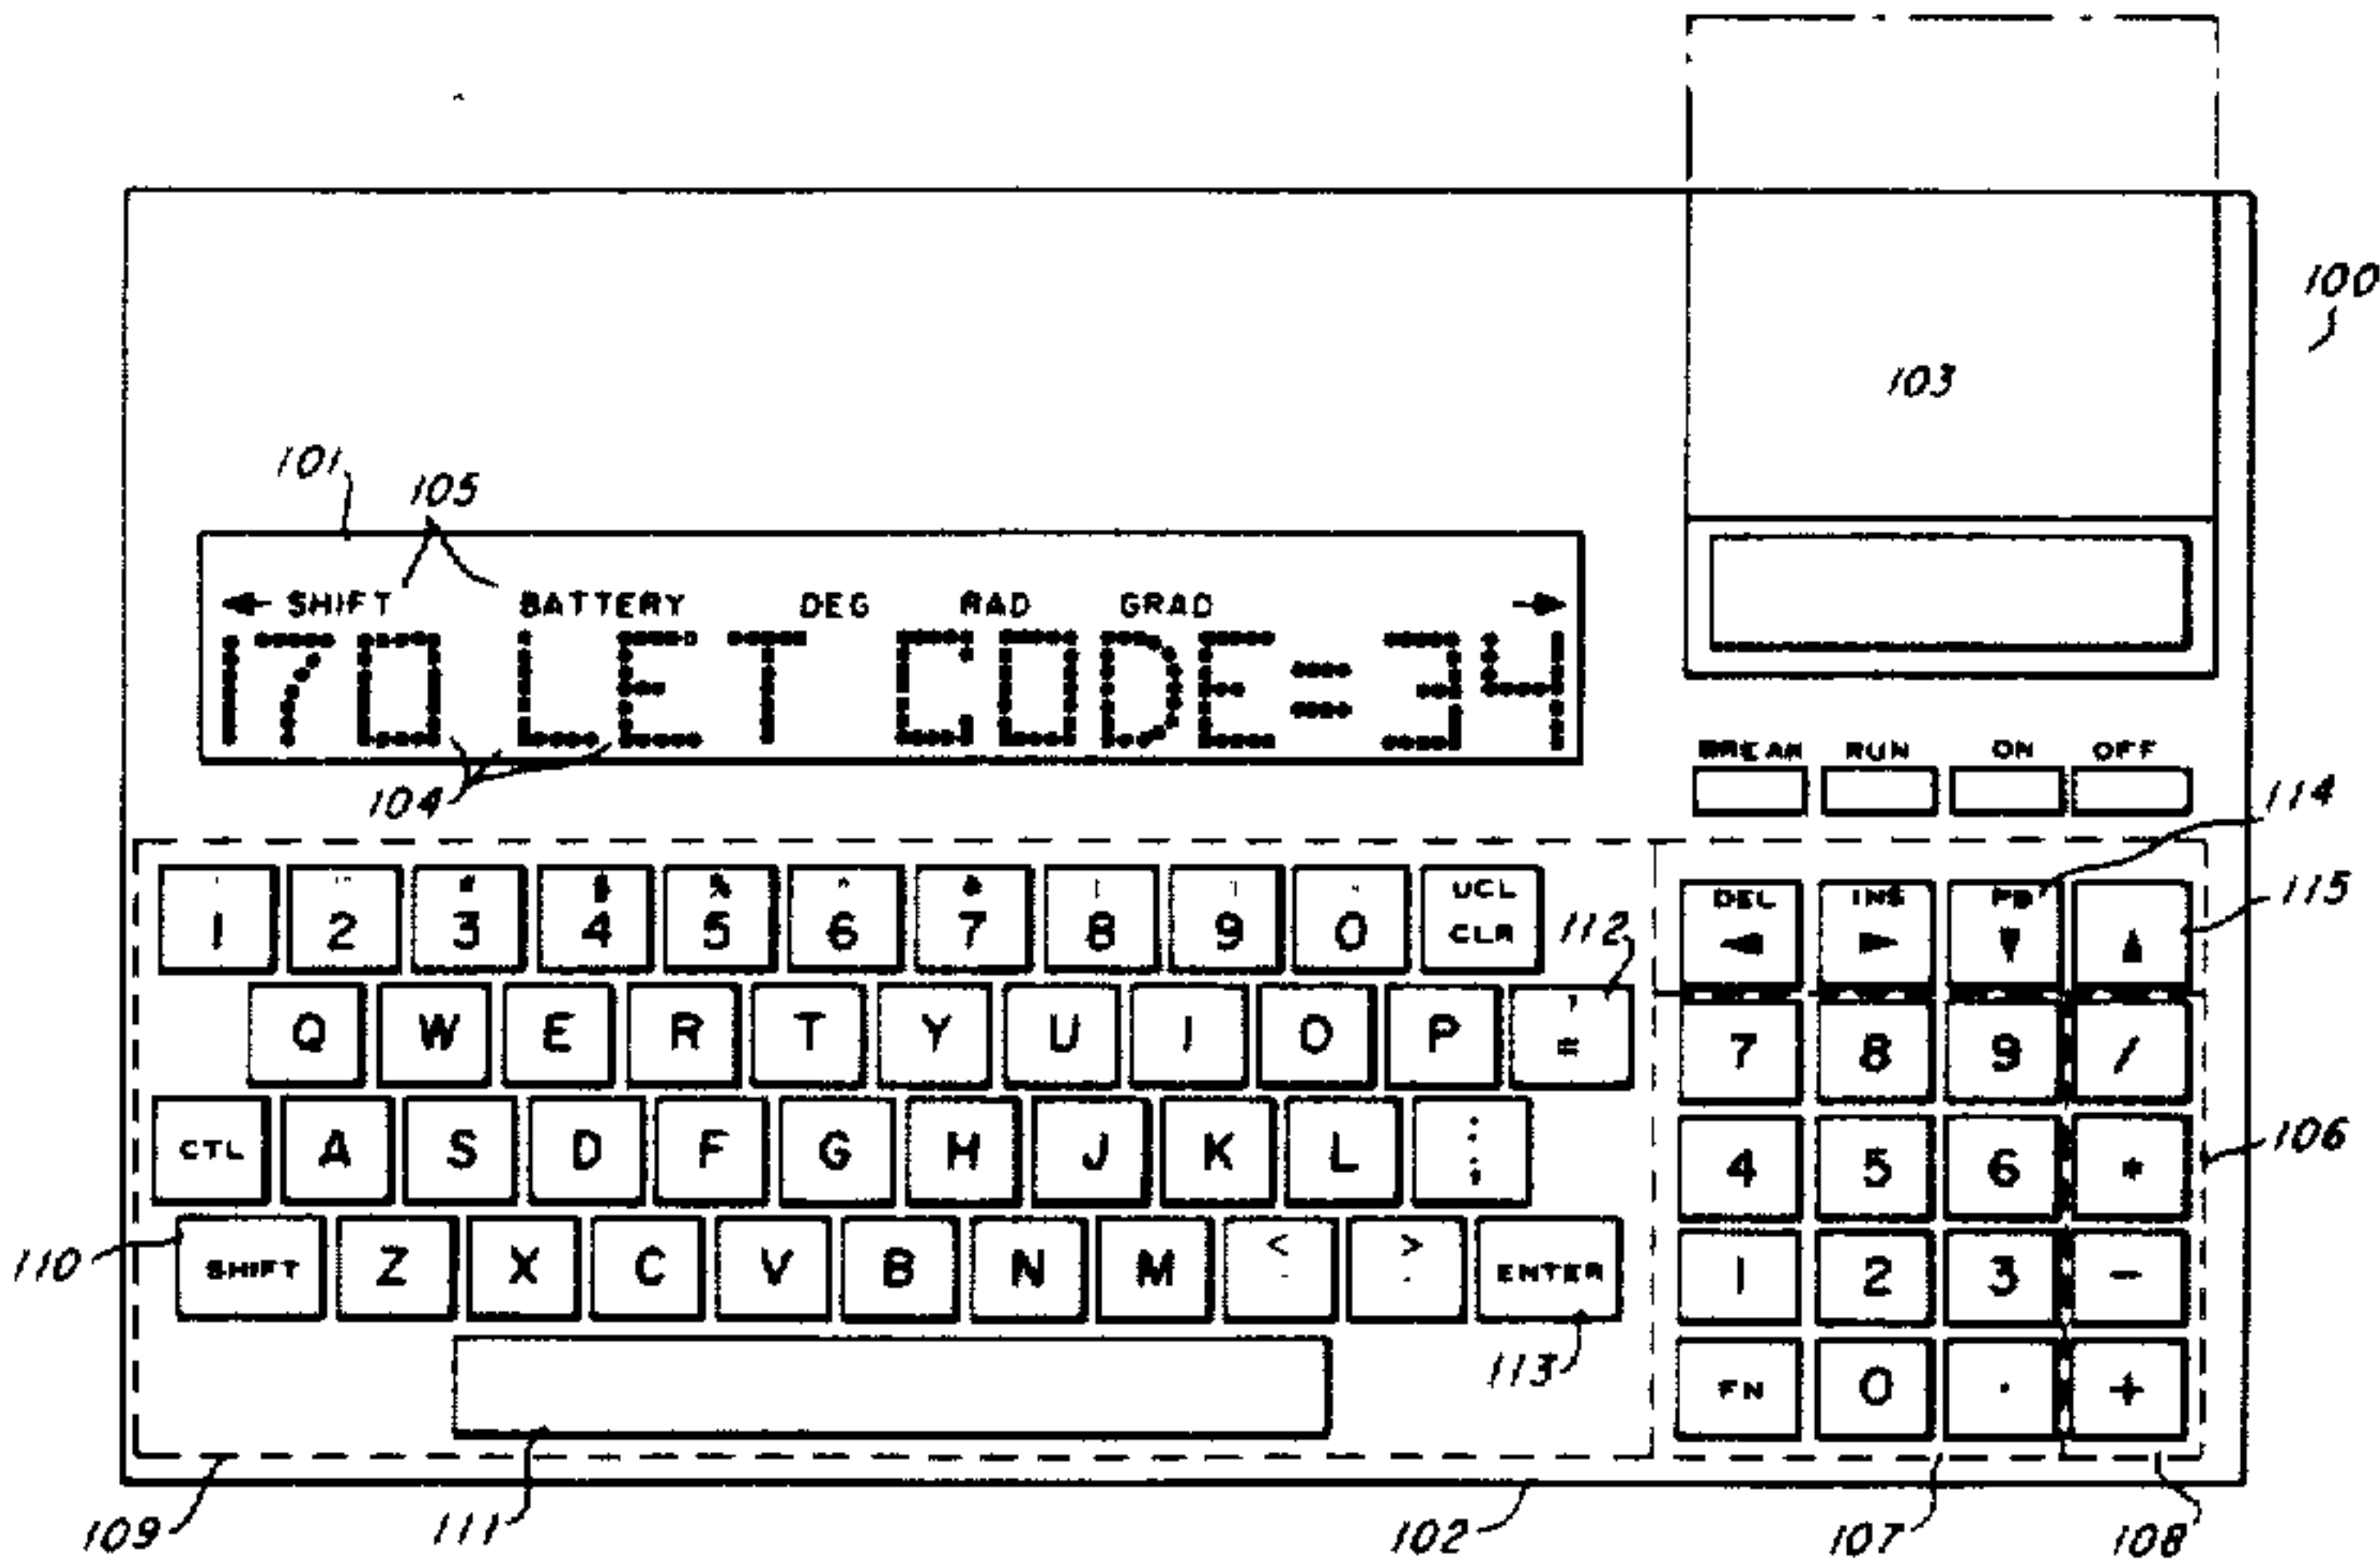 100
103
101
105
← SHIFT BATTERY DEG RAD GRAD →
170 LET CODE=34
104
BREAK RUN ON OFF
114
# $ % ^ & UCL
1 2 3 4 5 6 7 8 9 0 CLR
112
DEL INS PB
◀ ▶ ▼ ▲
115
Q W E R T Y U I O P =
7 8 9 /
CTL A S D F G H J K L : ;
4 5 6 *
106
110
SHIFT Z X C V B N M < > ENTER
1 2 3 -
113
FN 0 . +
109 111 102 107 108